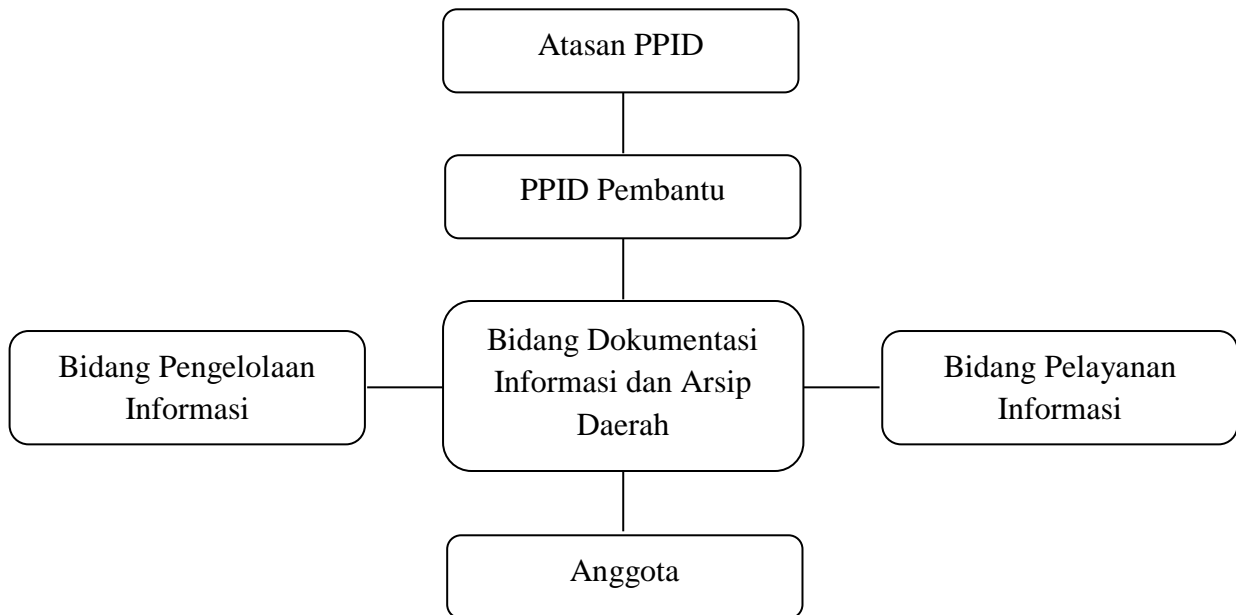 Atasan PPID
PPID Pembantu
Bidang Pengelolaan
Informasi
Bidang Dokumentasi
Informasi dan Arsip
Daerah
Bidang Pelayanan
Informasi
Anggota